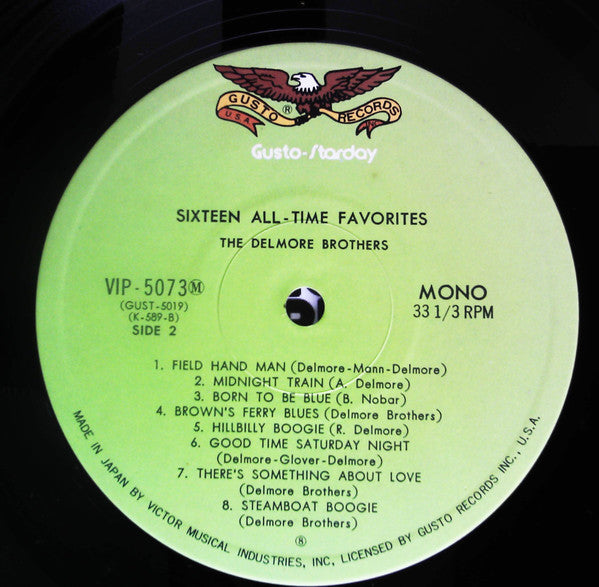 GUSTO RECORDS
USA INC.
®
Gusto-Starday
SIXTEEN ALL-TIME FAVORITES
THE DELMORE BROTHERS
VIP-5073Ⓜ
(GUST-5019)
(K-589-B)
SIDE 2
MONO
33 1/3 RPM
1. FIELD HAND MAN (Delmore-Mann-Delmore)
2. MIDNIGHT TRAIN (A. Delmore)
3. BORN TO BE BLUE (B. Nobar)
4. BROWN'S FERRY BLUES (Delmore Brothers)
5. HILLBILLY BOOGIE (R. Delmore)
6. GOOD TIME SATURDAY NIGHT
(Delmore-Glover-Delmore)
7. THERE'S SOMETHING ABOUT LOVE
(Delmore Brothers)
8. STEAMBOAT BOOGIE
(Delmore Brothers)
MADE IN JAPAN BY VICTOR MUSICAL INDUSTRIES, INC, LICENSED BY GUSTO RECORDS INC., U.S.A.